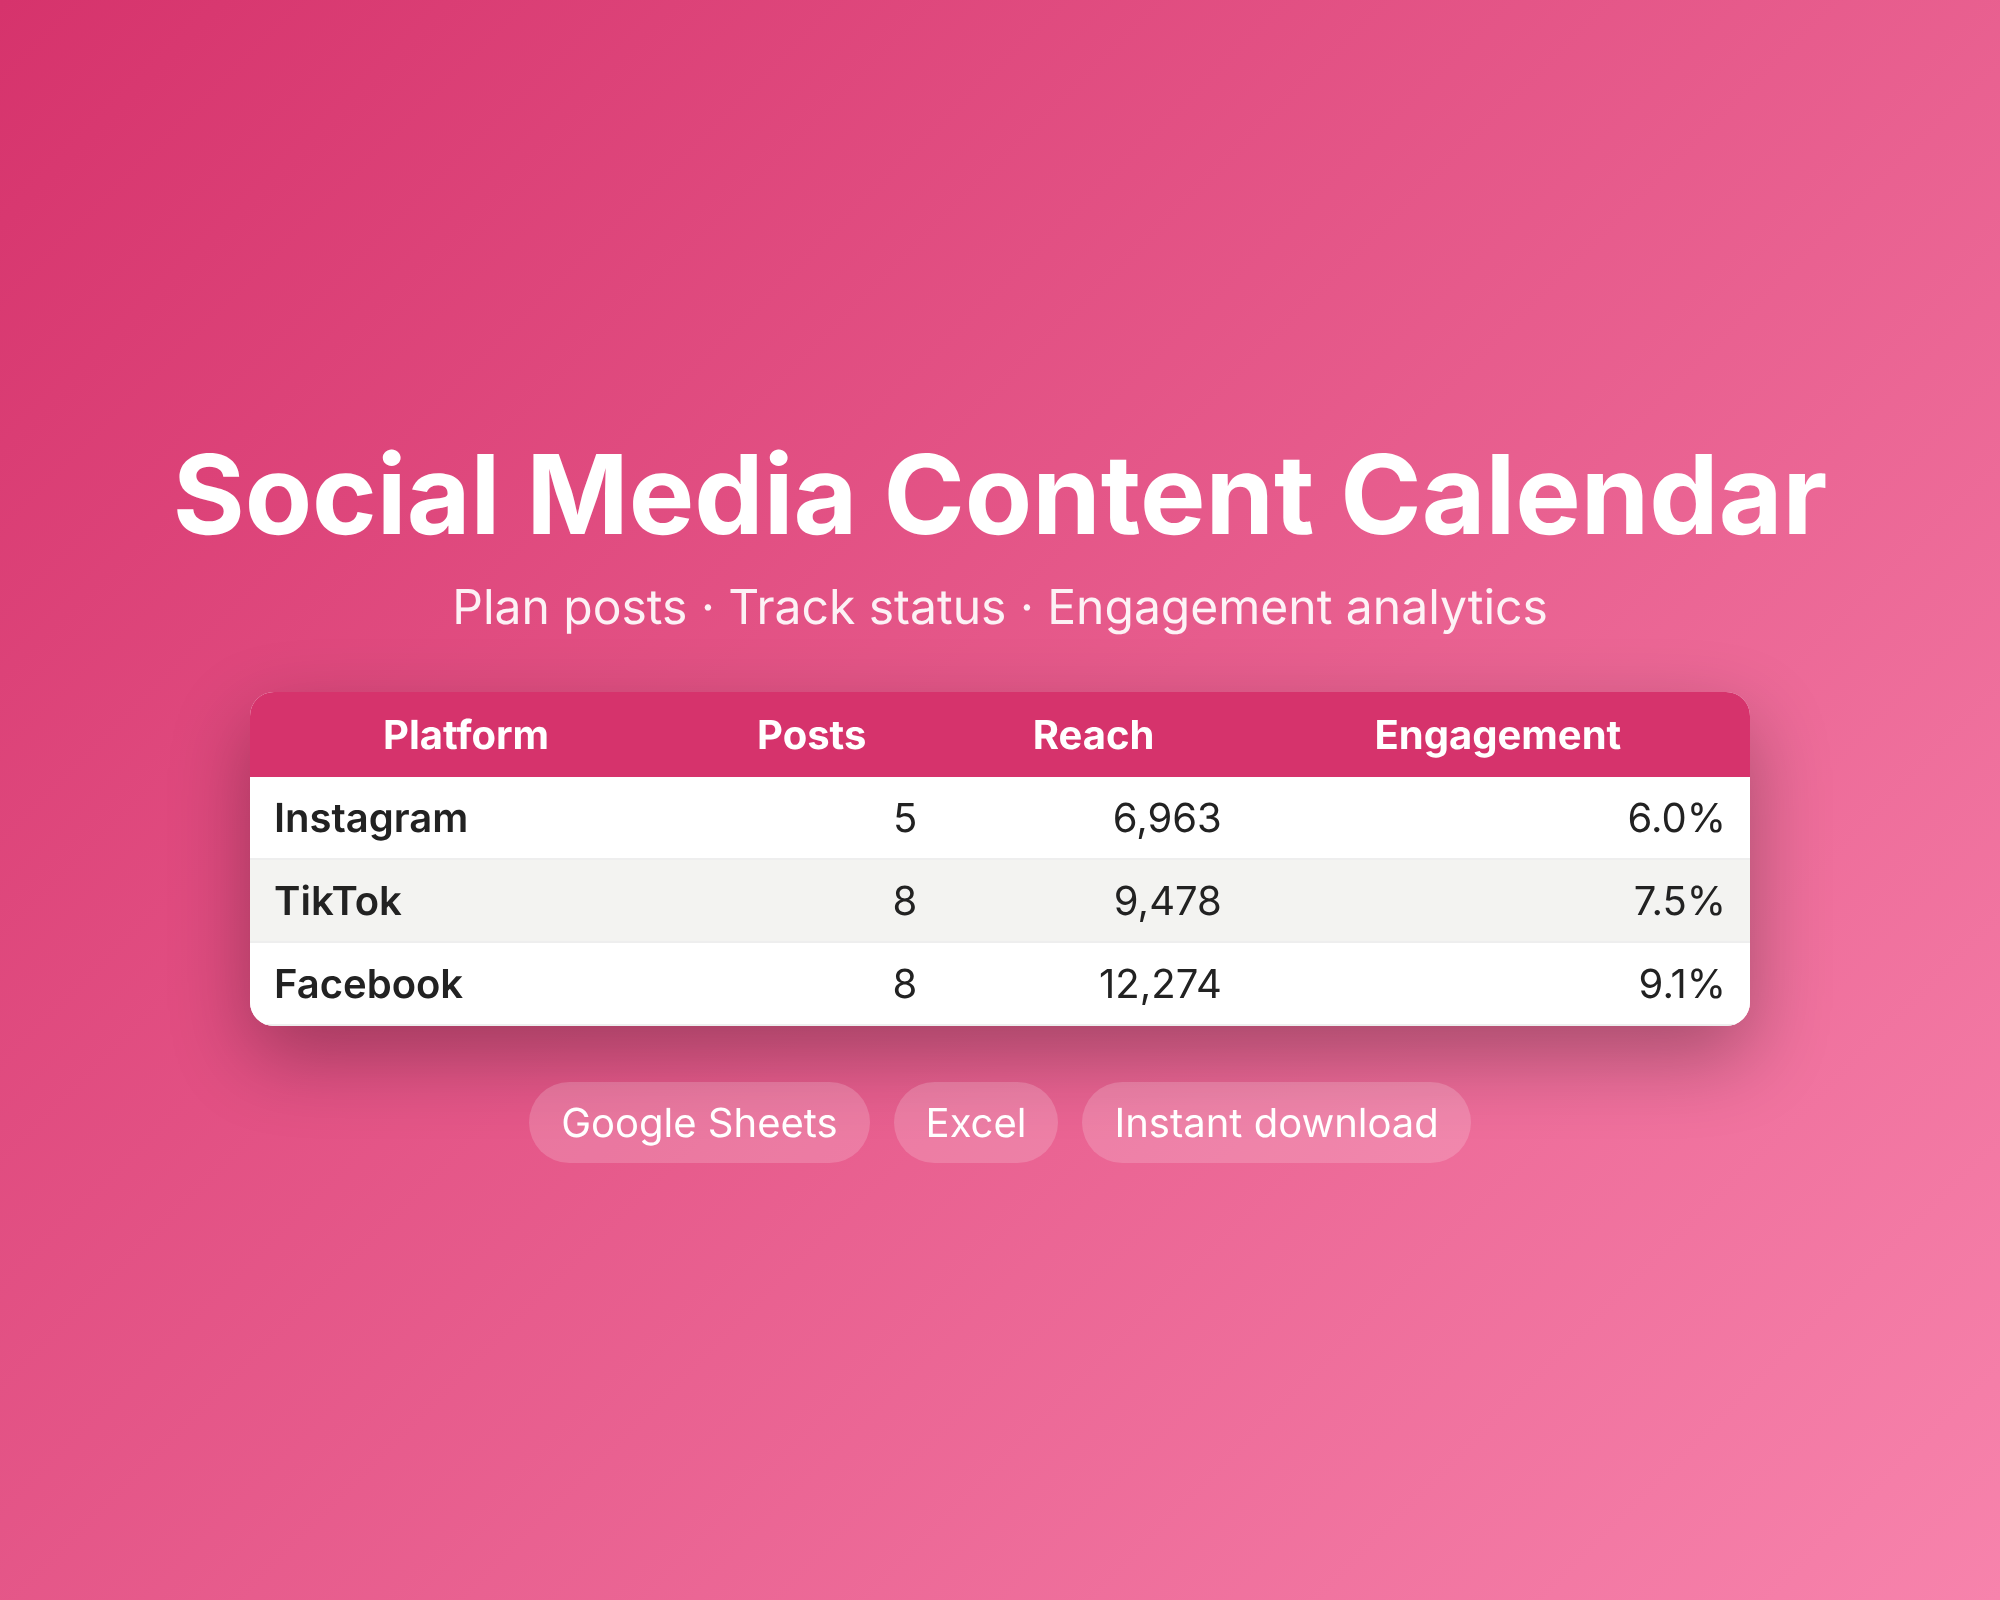 Social Media Content Calendar
Plan posts · Track status · Engagement analytics
Platform Posts Reach Engagement
Instagram 5 6,963 6.0%
TikTok 8 9,478 7.5%
Facebook 8 12,274 9.1%
Google Sheets Excel Instant download